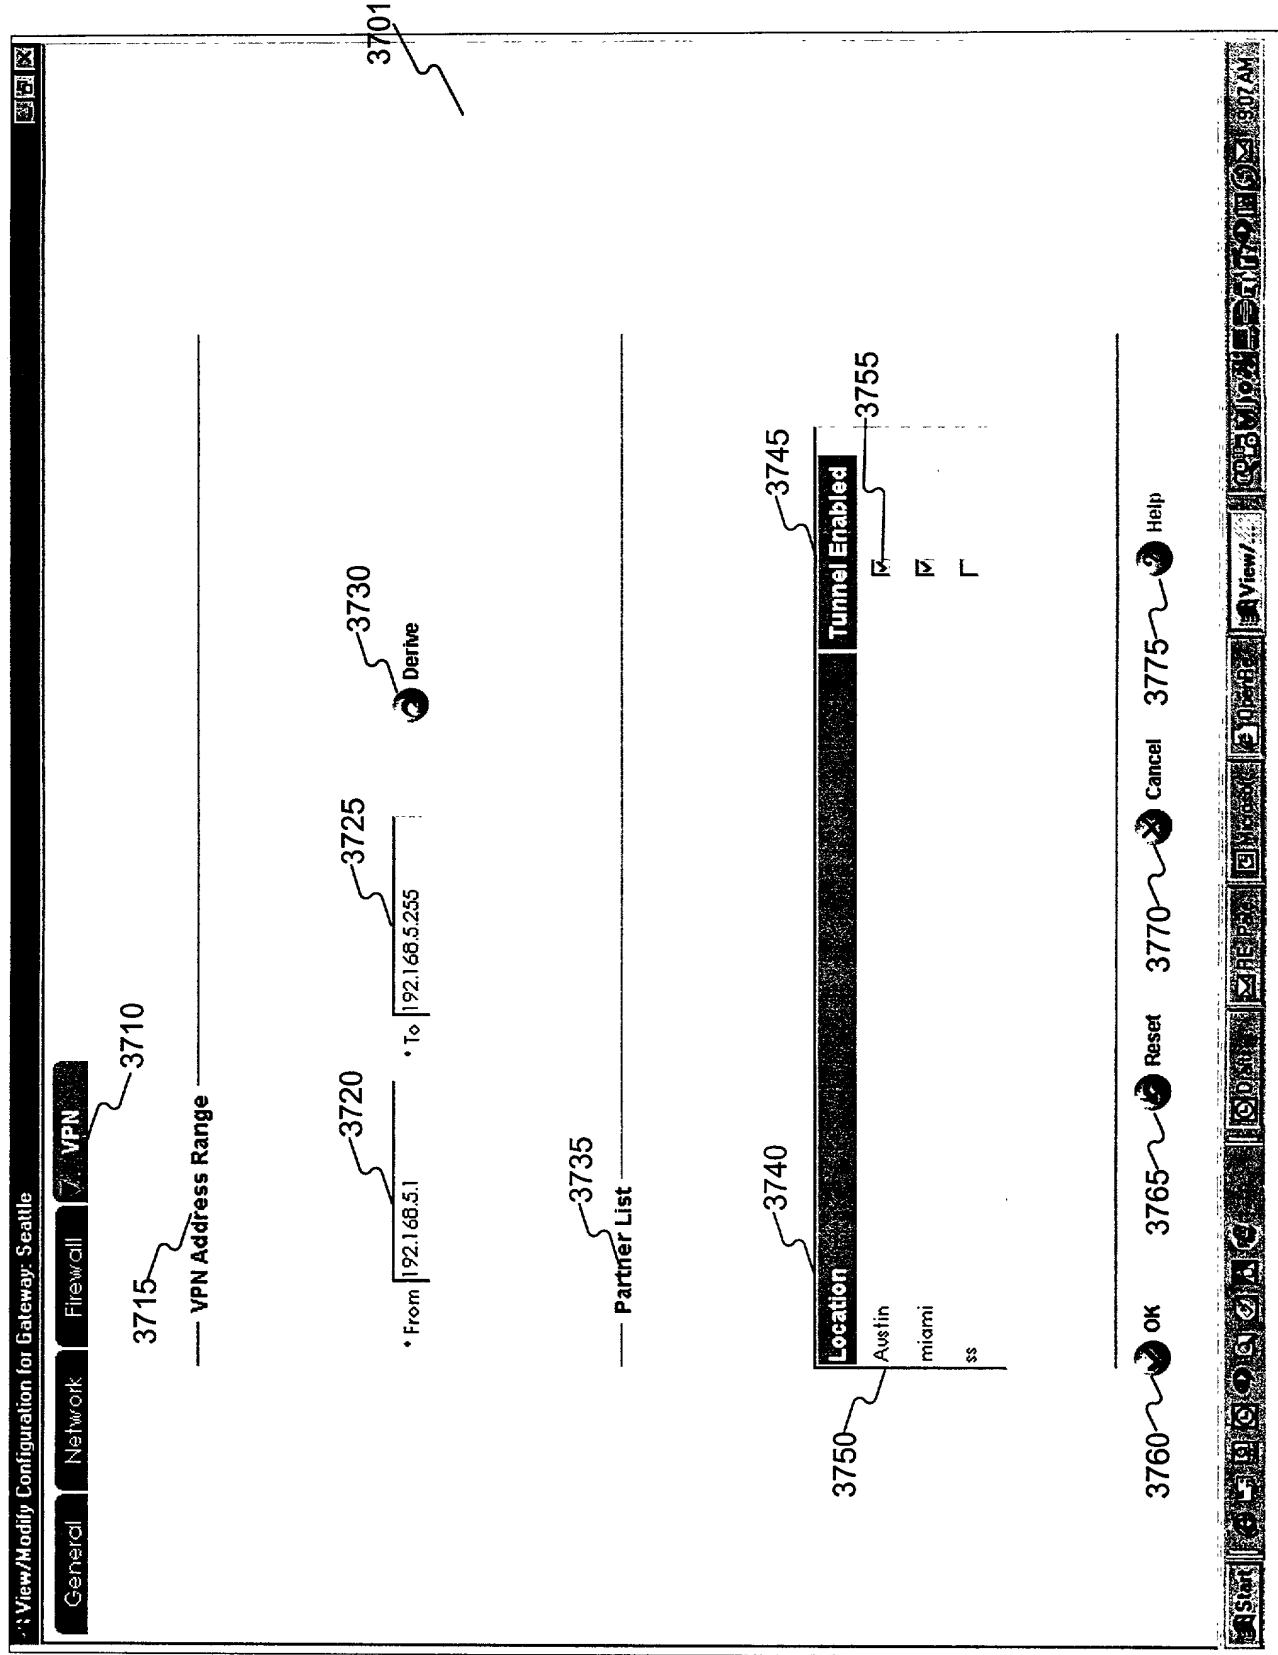 View/Modify Configuration for Gateway: Seattle
3701
General Network Firewall VPN
3710
3715
VPN Address Range
3720 3725 3730
* From 192.168.5.1 * To 192.168.5.255 Derive
3735
Partner List
3740 3745
Location Tunnel Enabled
3755
3750
Austin
miami
ss
3760 OK 3765 Reset 3770 Cancel 3775 Help
Start View/... 9:07 AM